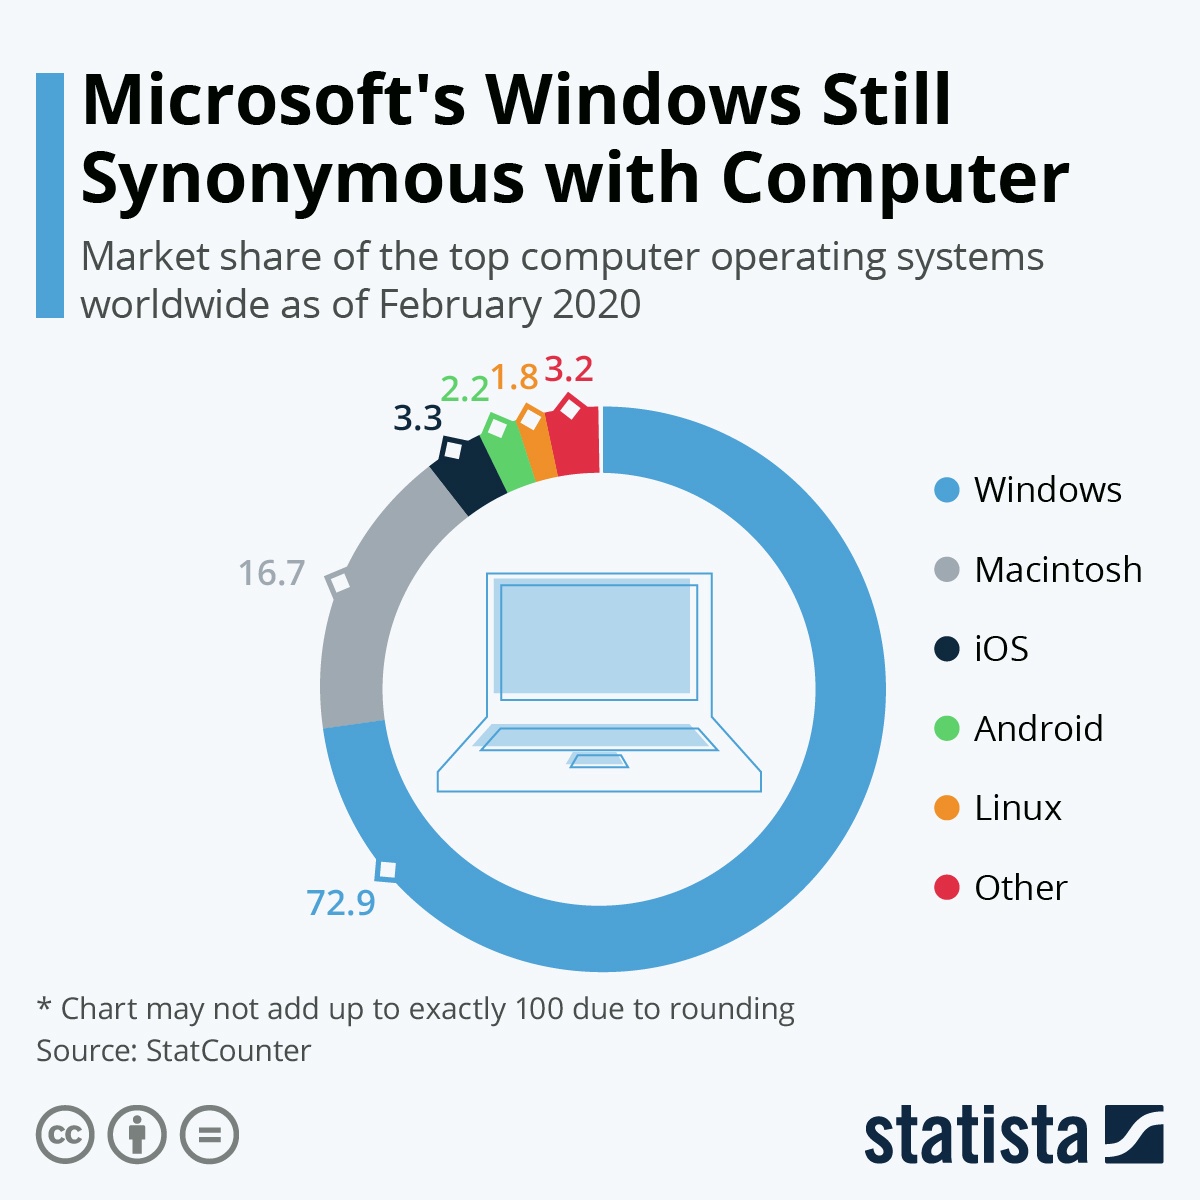 Microsoft's Windows Still
Synonymous with Computer
Market share of the top computer operating systems
worldwide as of February 2020
3.2
1.8
2.2
3.3
16.7
72.9
Windows
Macintosh
iOS
Android
Linux
Other
* Chart may not add up to exactly 100 due to rounding
Source: StatCounter
cc
statista